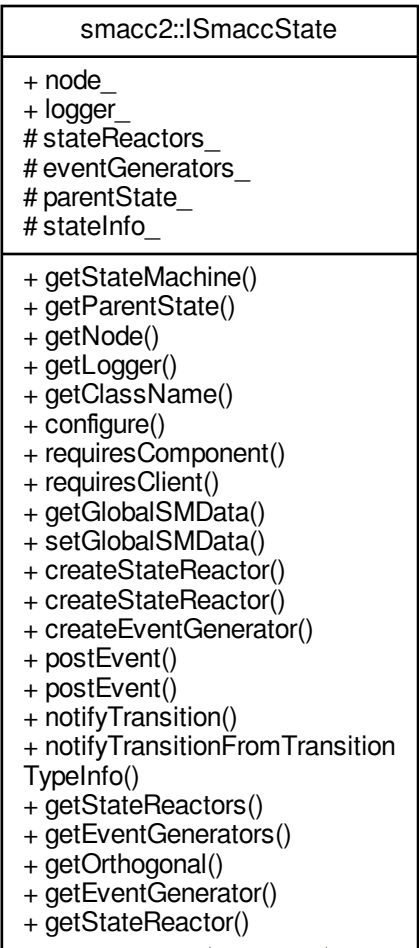 smacc2::ISmaccState
+ node_
+ logger_
# stateReactors_
# eventGenerators_
# parentState_
# stateInfo_
+ getStateMachine()
+ getParentState()
+ getNode()
+ getLogger()
+ getClassName()
+ configure()
+ requiresComponent()
+ requiresClient()
+ getGlobalSMData()
+ setGlobalSMData()
+ createStateReactor()
+ createStateReactor()
+ createEventGenerator()
+ postEvent()
+ postEvent()
+ notifyTransition()
+ notifyTransitionFromTransition
TypeInfo()
+ getStateReactors()
+ getEventGenerators()
+ getOrthogonal()
+ getEventGenerator()
+ getStateReactor()